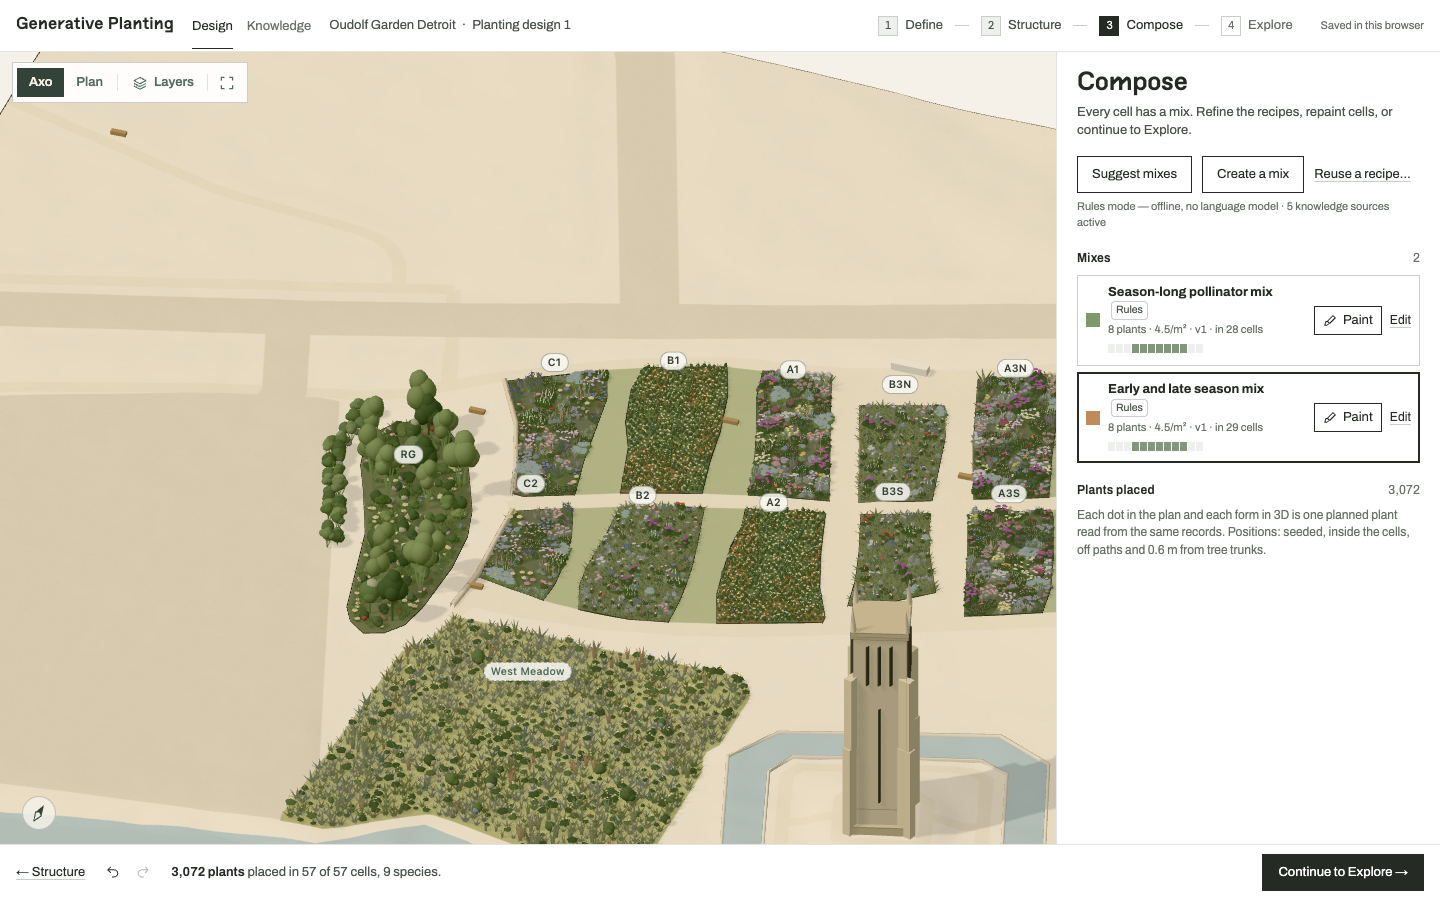 Generative Planting
Design
Knowledge
Oudolf Garden Detroit · Planting design 1
1 Define
2 Structure
3 Compose
4 Explore
Saved in this browser
Axo
Plan
Layers
Compose
Every cell has a mix. Refine the recipes, repaint cells, or
continue to Explore.
Suggest mixes
Create a mix
Reuse a recipe...
Rules mode — offline, no language model · 5 knowledge sources
active
Mixes
2
Season-long pollinator mix
Rules
8 plants · 4.5/m² · v1 · in 28 cells
Paint
Edit
Early and late season mix
Rules
8 plants · 4.5/m² · v1 · in 29 cells
Paint
Edit
Plants placed
3,072
Each dot in the plan and each form in 3D is one planned plant
read from the same records. Positions: seeded, inside the cells,
off paths and 0.6 m from tree trunks.
C1
B1
A1
B3N
A3N
RG
C2
B2
A2
B3S
A3S
West Meadow
← Structure
3,072 plants placed in 57 of 57 cells, 9 species.
Continue to Explore →